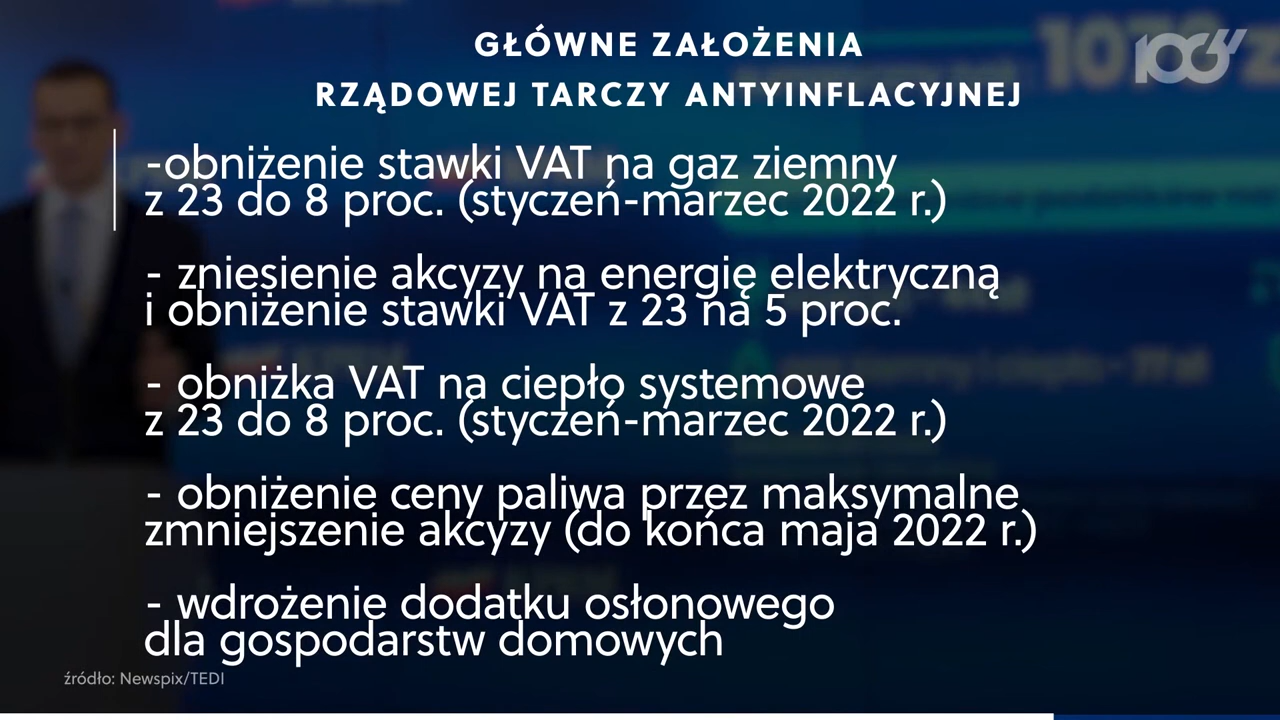 GŁÓWNE ZAŁOŻENIA
RZĄDOWEJ TARCZY ANTYINFLACYJNEJ
-obniżenie stawki VAT na gaz ziemny
z 23 do 8 proc. (styczeń-marzec 2022 r.)
- zniesienie akcyzy na energię elektryczną
i obniżenie stawki VAT z 23 na 5 proc.
- obniżka VAT na ciepło systemowe
z 23 do 8 proc. (styczeń-marzec 2022 r.)
- obniżenie ceny paliwa przez maksymalne
zmniejszenie akcyzy (do końca maja 2022 r.)
- wdrożenie dodatku osłonowego
dla gospodarstw domowych
źródło: Newspix/TEDI